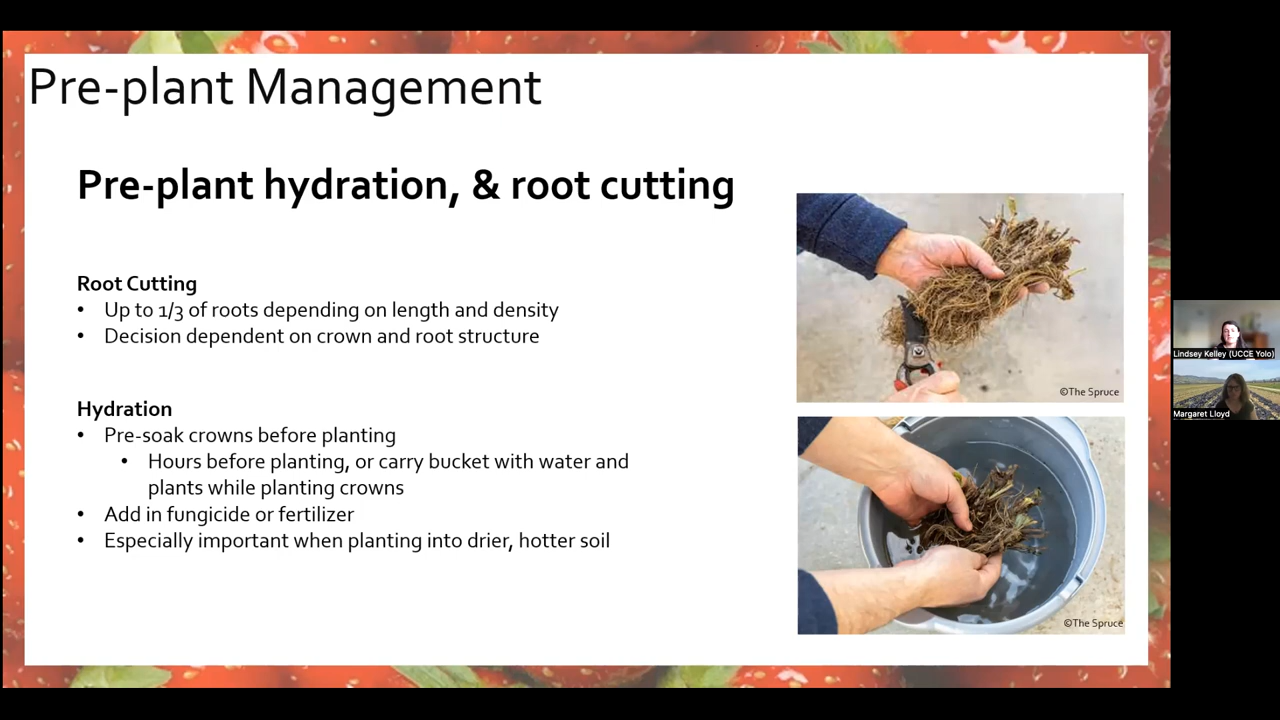 Pre-plant Management
Pre-plant hydration, & root cutting
Root Cutting
• Up to 1/3 of roots depending on length and density
• Decision dependent on crown and root structure
Hydration
• Pre-soak crowns before planting
• Hours before planting, or carry bucket with water and
plants while planting crowns
• Add in fungicide or fertilizer
• Especially important when planting into drier, hotter soil
©The Spruce
©The Spruce
Lindsey Kelley (UCCE Yolo)
Margaret Lloyd